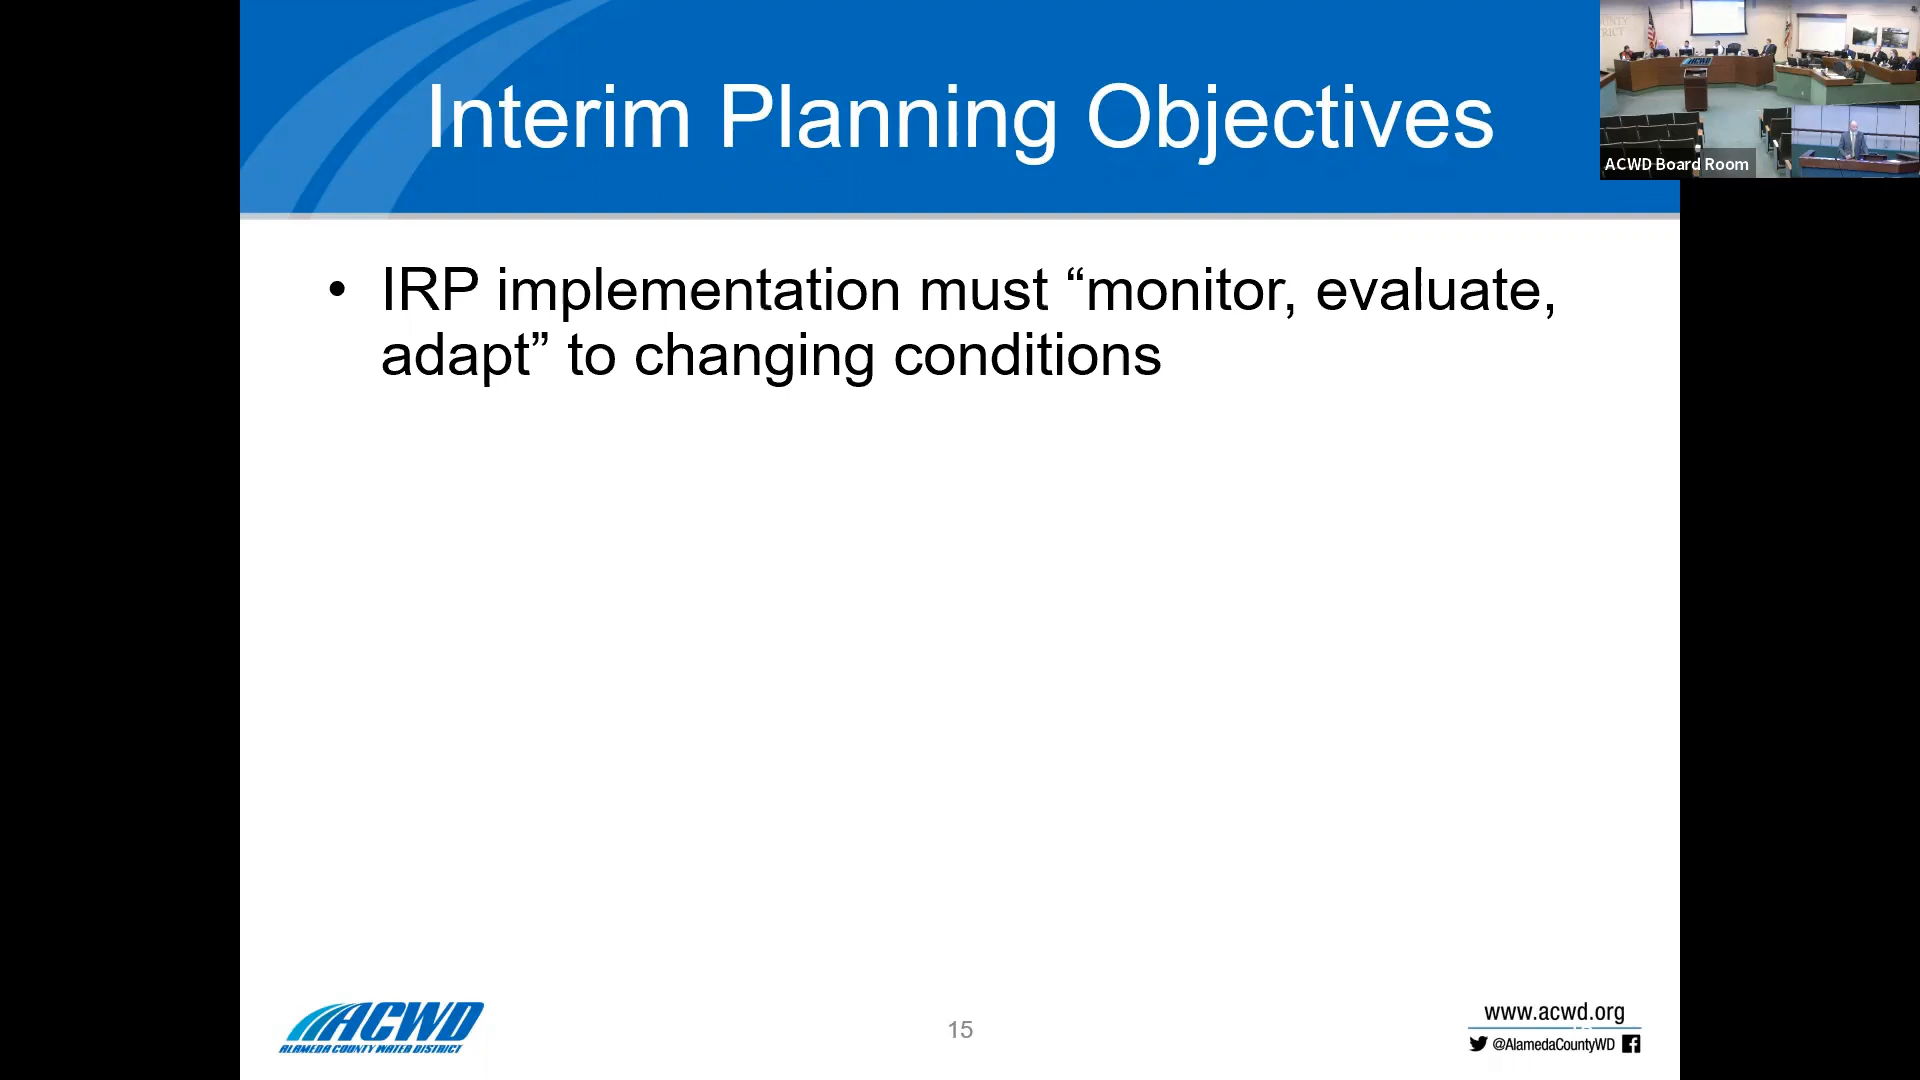 Interim Planning Objectives
ACWD Board Room
• IRP implementation must “monitor, evaluate,
adapt” to changing conditions
ACWD
ALAMEDA COUNTY WATER DISTRICT
15
www.acwd.org
@AlamedaCountyWD